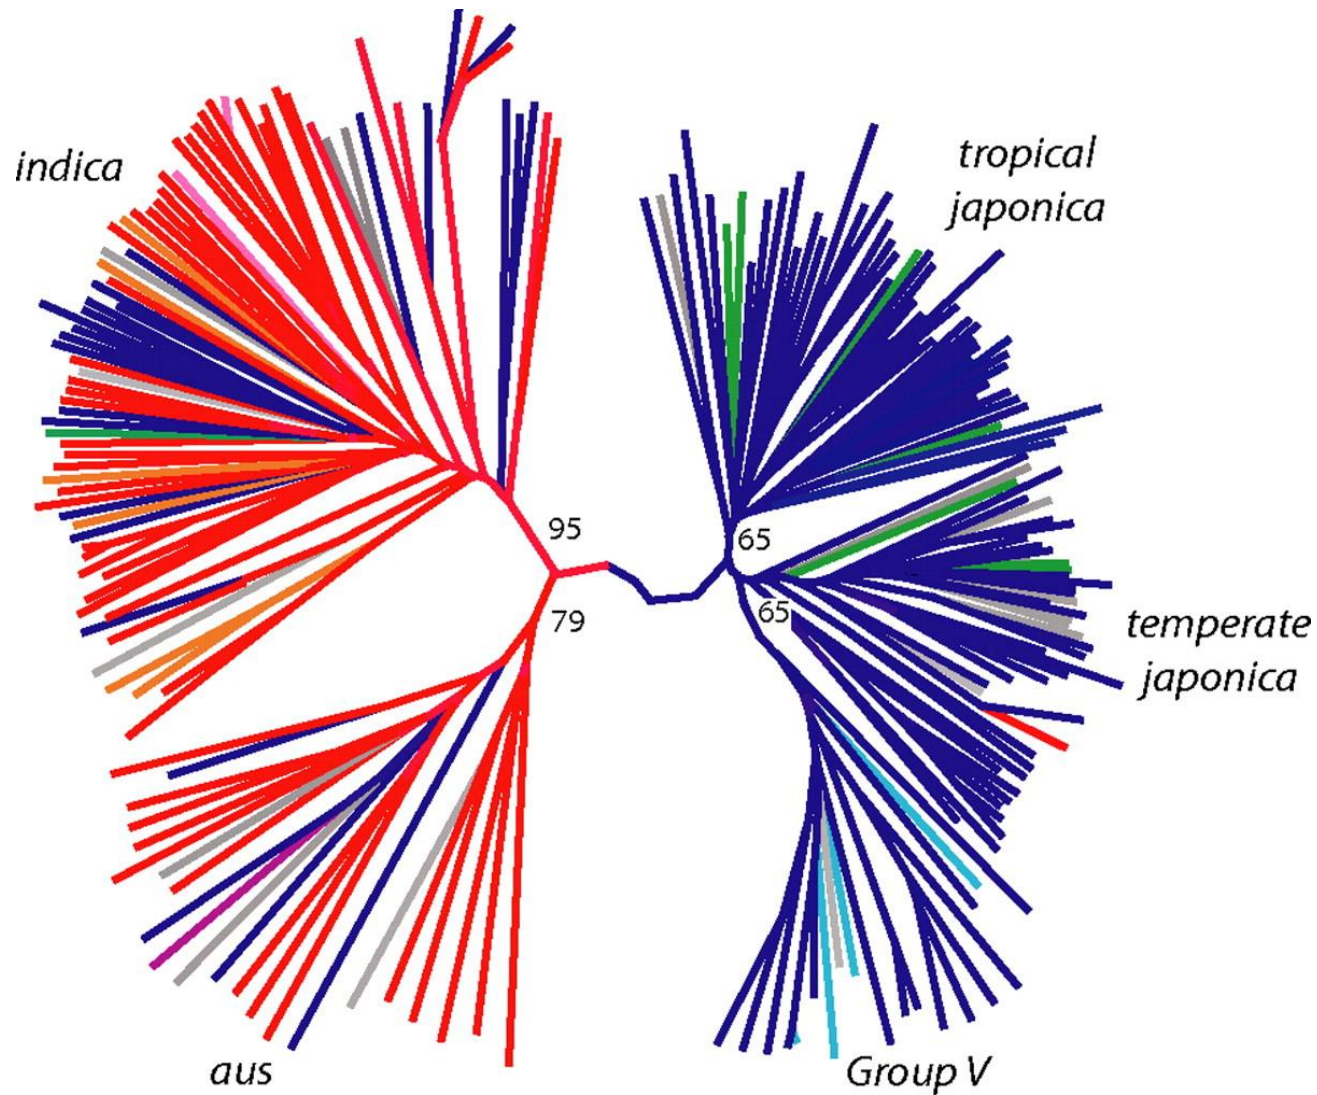 indica
tropical
japonica
95
65
79
65
temperate
japonica
aus
Group V